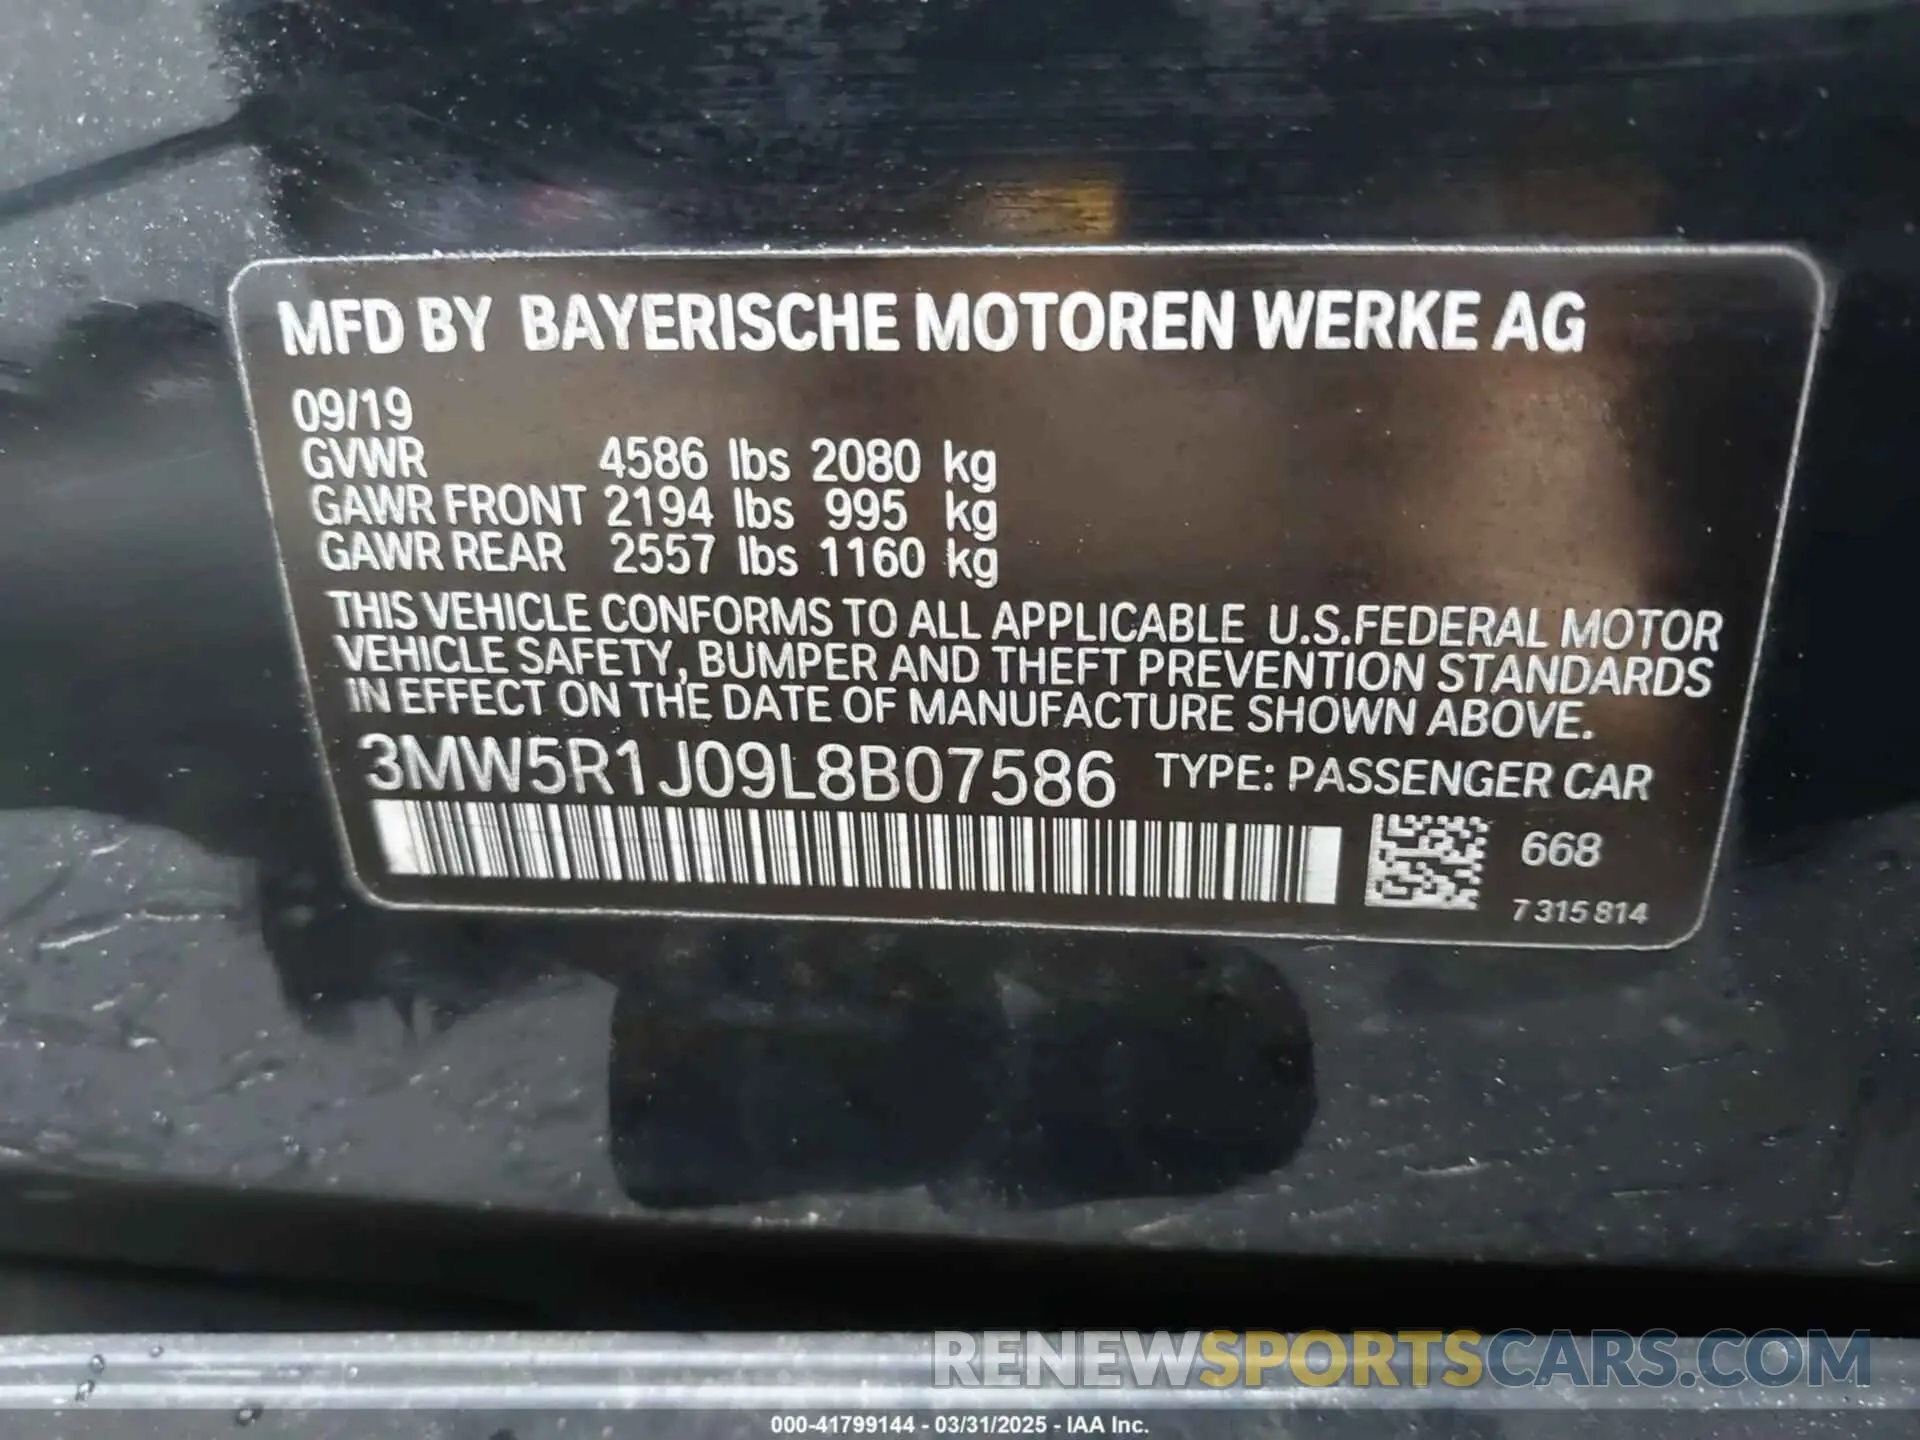 MFD BY BAYERISCHE MOTOREN WERKE AG
09/19
GVWR 4586 lbs 2080 kg
GAWR FRONT 2194 lbs 995 kg
GAWR REAR 2557 lbs 1160 kg
THIS VEHICLE CONFORMS TO ALL APPLICABLE U.S.FEDERAL MOTOR
VEHICLE SAFETY, BUMPER AND THEFT PREVENTION STANDARDS
IN EFFECT ON THE DATE OF MANUFACTURE SHOWN ABOVE.
3MW5R1J09L8B07586 TYPE: PASSENGER CAR
668
7 315 814
RENEWSPORTSCARS.COM
000-41799144 - 03/31/2025 - IAA Inc.